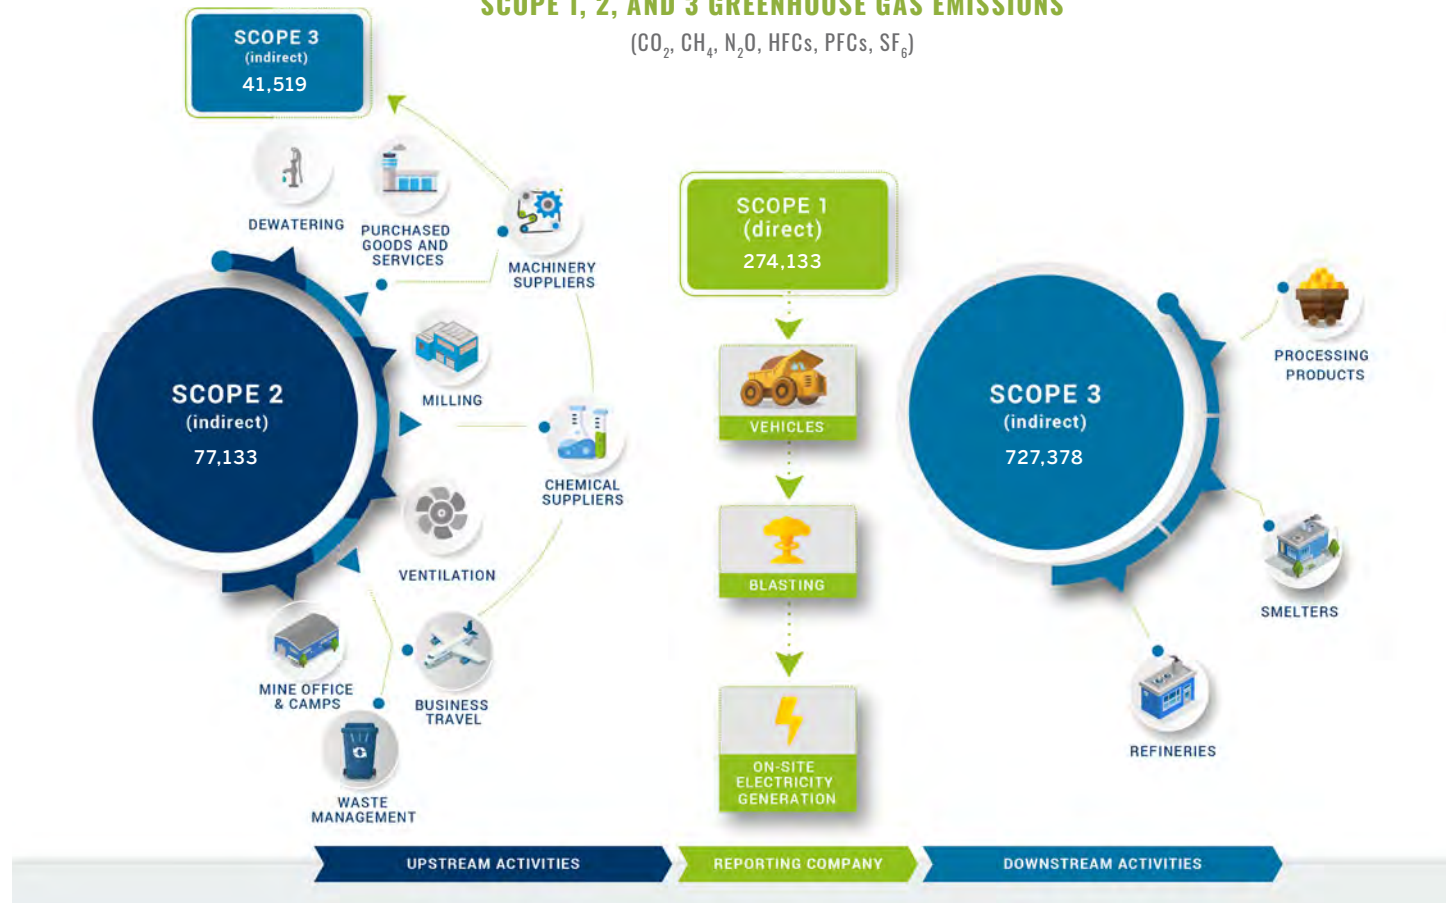 SCOPE 1, 2, AND 3 GREENHOUSE GAS EMISSIONS
(CO₂, CH₄, N₂O, HFCs, PFCs, SF₆)
SCOPE 3
(indirect)
41,519
DEWATERING
PURCHASED
GOODS AND
SERVICES
MACHINERY
SUPPLIERS
SCOPE 2
(indirect)
77,133
MILLING
CHEMICAL
SUPPLIERS
VENTILATION
MINE OFFICE
& CAMPS
BUSINESS
TRAVEL
WASTE
MANAGEMENT
SCOPE 1
(direct)
274,133
VEHICLES
BLASTING
ON-SITE
ELECTRICITY
GENERATION
SCOPE 3
(indirect)
727,378
PROCESSING
PRODUCTS
SMELTERS
REFINERIES
UPSTREAM ACTIVITIES
REPORTING COMPANY
DOWNSTREAM ACTIVITIES